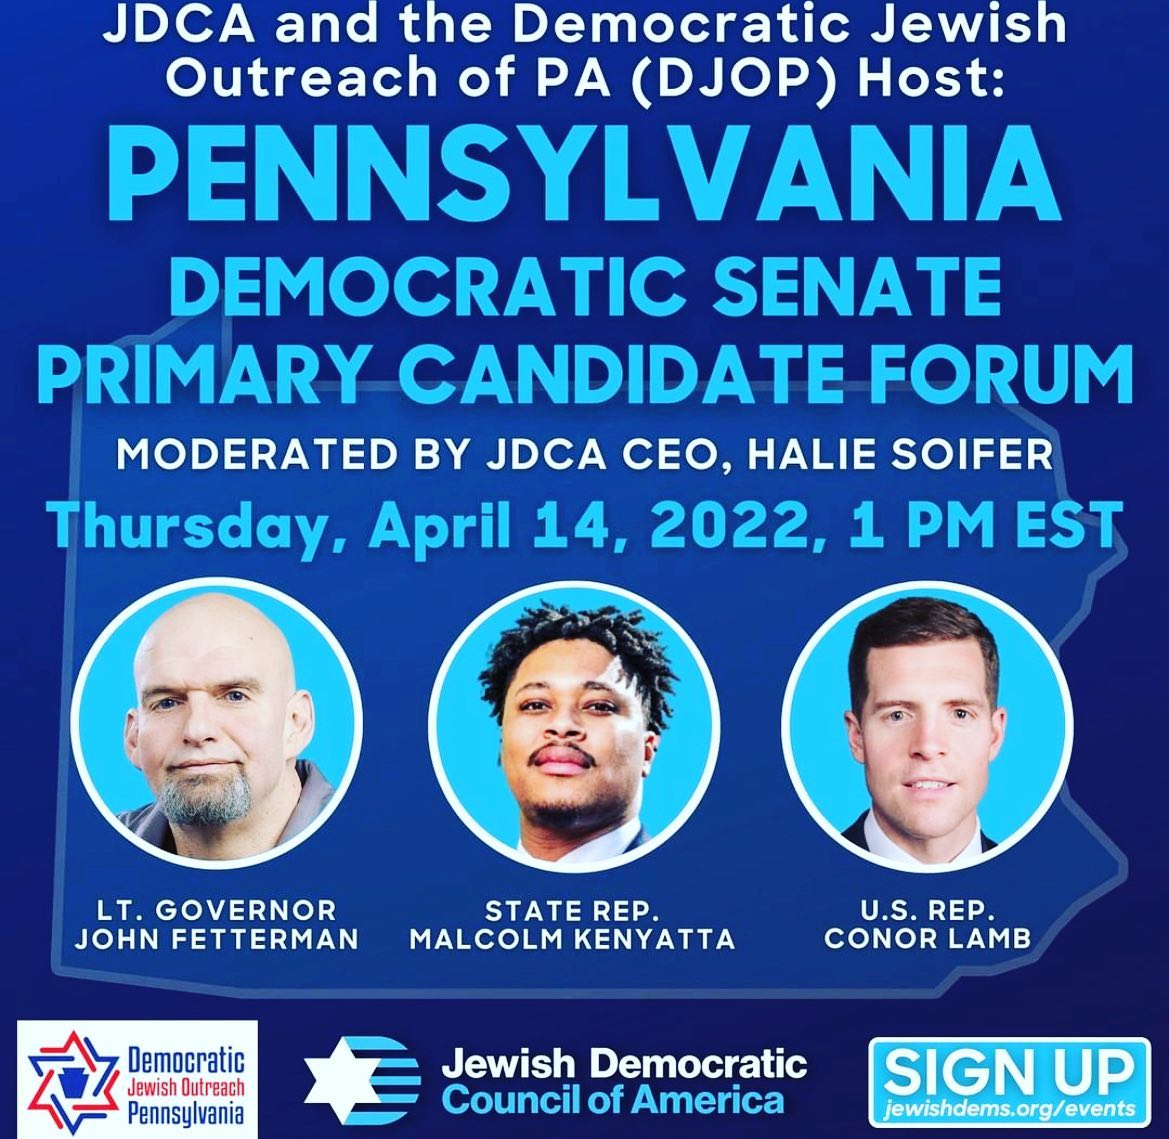 JDCA and the Democratic Jewish
Outreach of PA (DJOP) Host:
PENNSYLVANIA
DEMOCRATIC SENATE
PRIMARY CANDIDATE FORUM
MODERATED BY JDCA CEO, HALIE SOIFER
Thursday, April 14, 2022, 1 PM EST
LT. GOVERNOR
JOHN FETTERMAN
STATE REP.
MALCOLM KENYATTA
U.S. REP.
CONOR LAMB
Democratic
Jewish Outreach
Pennsylvania
Jewish Democratic
Council of America
SIGN UP
jewishdems.org/events